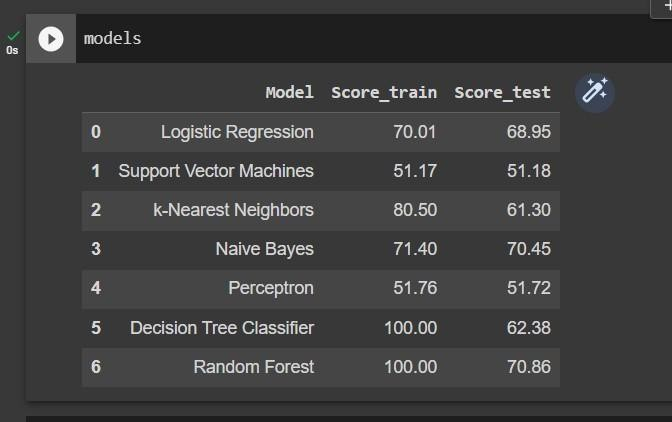 models
0s
Model Score_train Score_test
0 Logistic Regression 70.01 68.95
1 Support Vector Machines 51.17 51.18
2 k-Nearest Neighbors 80.50 61.30
3 Naive Bayes 71.40 70.45
4 Perceptron 51.76 51.72
5 Decision Tree Classifier 100.00 62.38
6 Random Forest 100.00 70.86